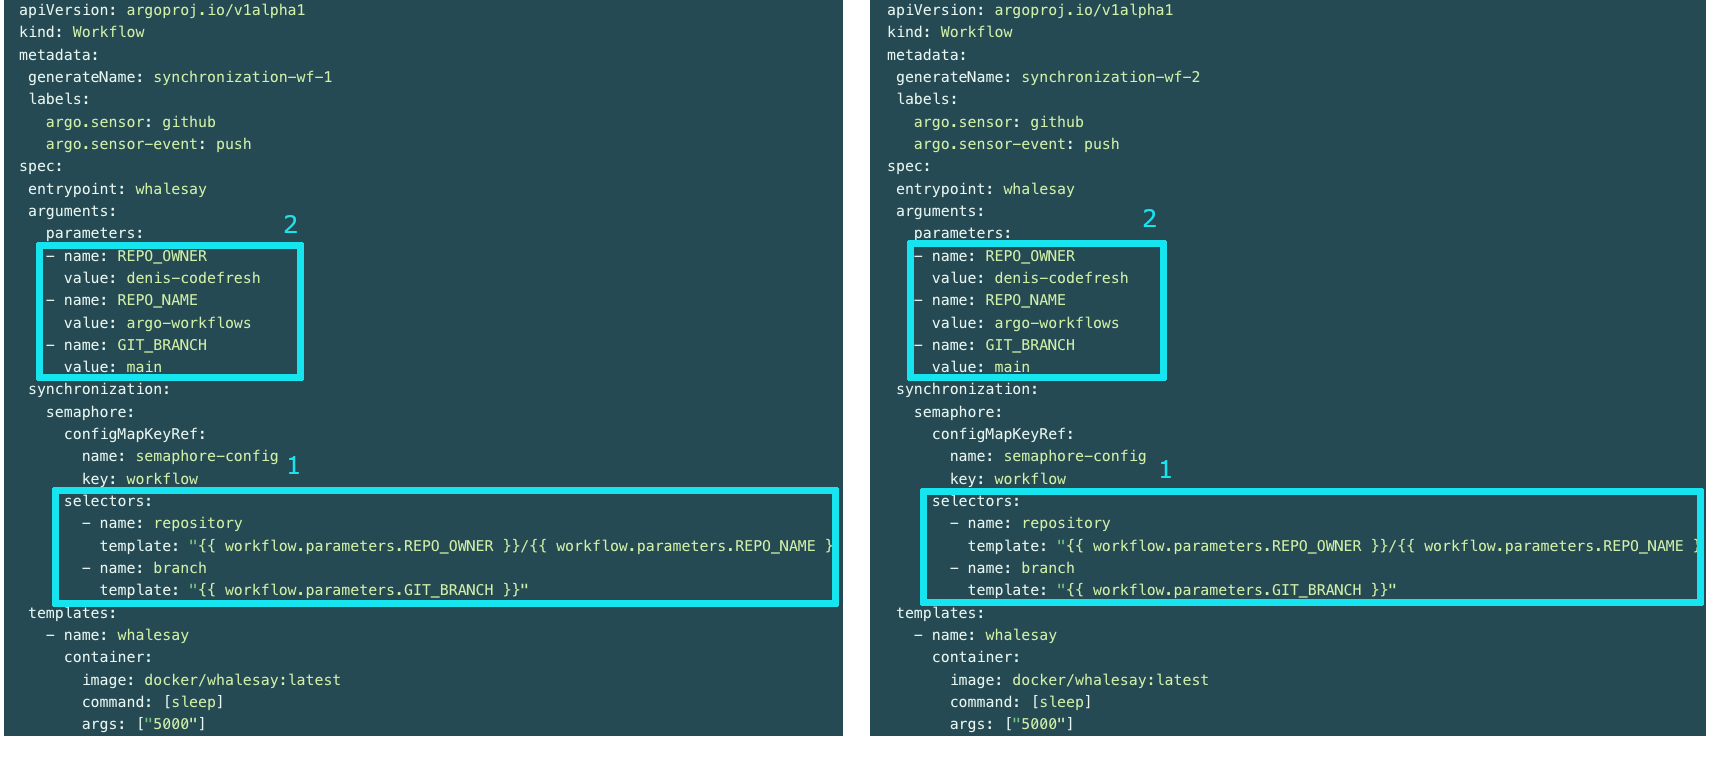 apiVersion: argoproj.io/v1alpha1
kind: Workflow
metadata:
 generateName: synchronization-wf-1
 labels:
   argo.sensor: github
   argo.sensor-event: push
spec:
 entrypoint: whalesay
 arguments:
2
   parameters:
   - name: REPO_OWNER
     value: denis-codefresh
   - name: REPO_NAME
     value: argo-workflows
   - name: GIT_BRANCH
     value: main
 synchronization:
   semaphore:
     configMapKeyRef:
       name: semaphore-config
1
       key: workflow
     selectors:
       - name: repository
         template: "{{ workflow.parameters.REPO_OWNER }}/{{ workflow.parameters.REPO_NAME }
       - name: branch
         template: "{{ workflow.parameters.GIT_BRANCH }}"
 templates:
   - name: whalesay
     container:
       image: docker/whalesay:latest
       command: [sleep]
       args: ["5000"]
apiVersion: argoproj.io/v1alpha1
kind: Workflow
metadata:
 generateName: synchronization-wf-2
 labels:
   argo.sensor: github
   argo.sensor-event: push
spec:
 entrypoint: whalesay
 arguments:
2
   parameters:
   - name: REPO_OWNER
     value: denis-codefresh
   - name: REPO_NAME
     value: argo-workflows
   - name: GIT_BRANCH
     value: main
 synchronization:
   semaphore:
     configMapKeyRef:
       name: semaphore-config
1
       key: workflow
     selectors:
       - name: repository
         template: "{{ workflow.parameters.REPO_OWNER }}/{{ workflow.parameters.REPO_NAME }
       - name: branch
         template: "{{ workflow.parameters.GIT_BRANCH }}"
 templates:
   - name: whalesay
     container:
       image: docker/whalesay:latest
       command: [sleep]
       args: ["5000"]